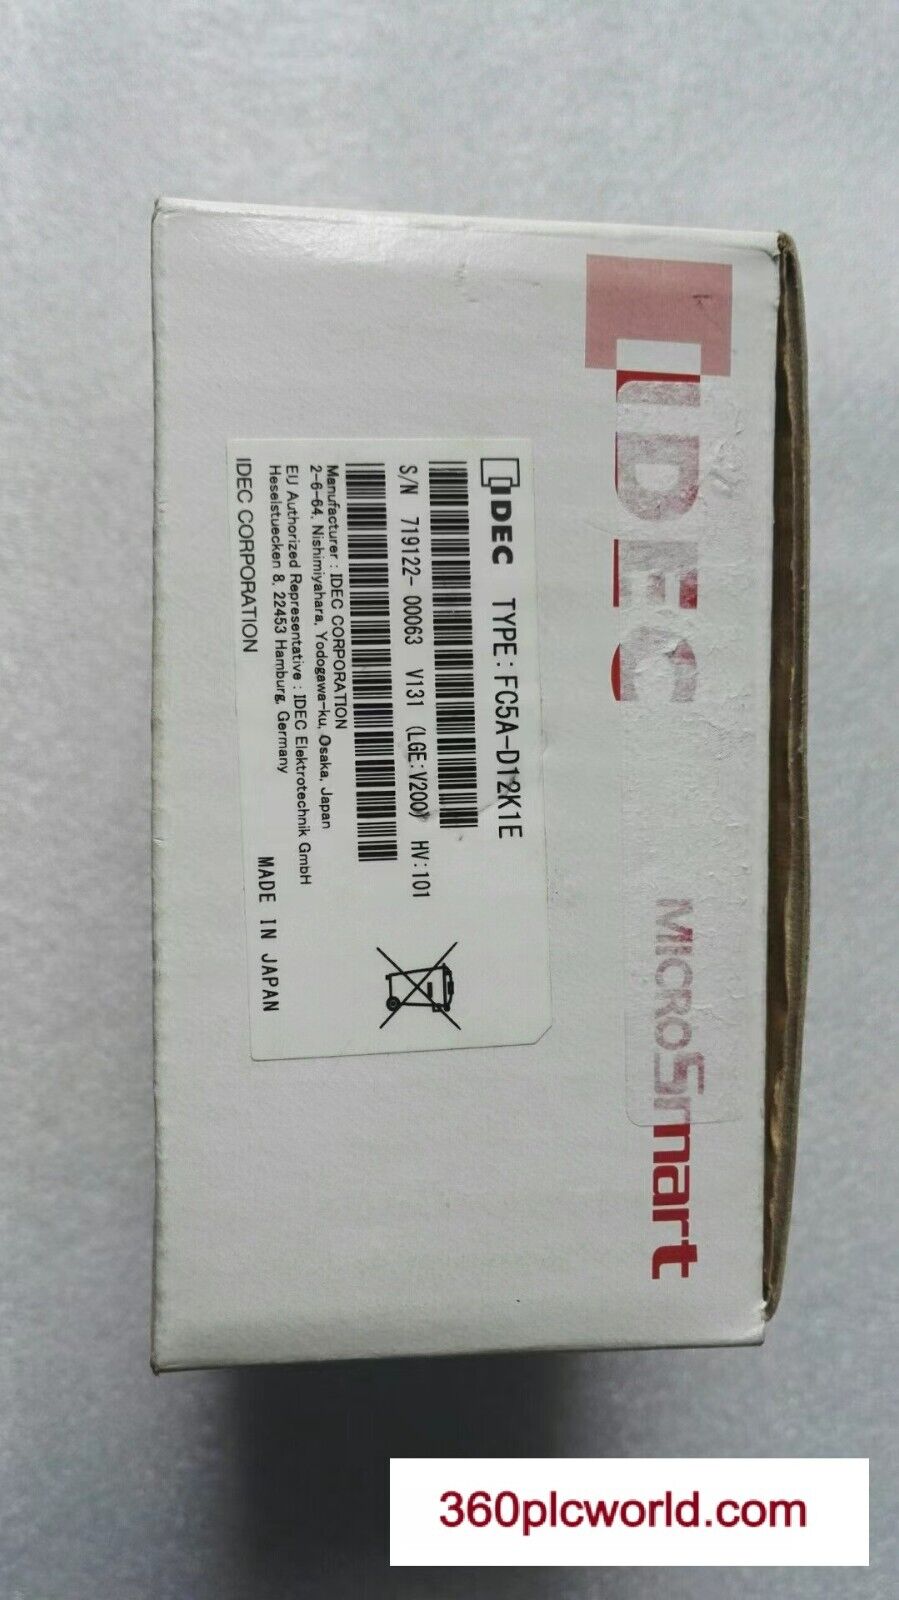 IDEC
MICROSmart
IDEC TYPE:FC5A-D12K1E
S/N 719122- 00063 V131 (LGE:V200) HV:101
Manufacturer : IDEC CORPORATION
2-6-64, Nishimiyahara, Yodogawa-ku, Osaka, Japan
EU Authorized Representative : IDEC Elektrotechnik GmbH
Heselstuecken 8, 22453 Hamburg, Germany
IDEC CORPORATION MADE IN JAPAN
360plcworld.com